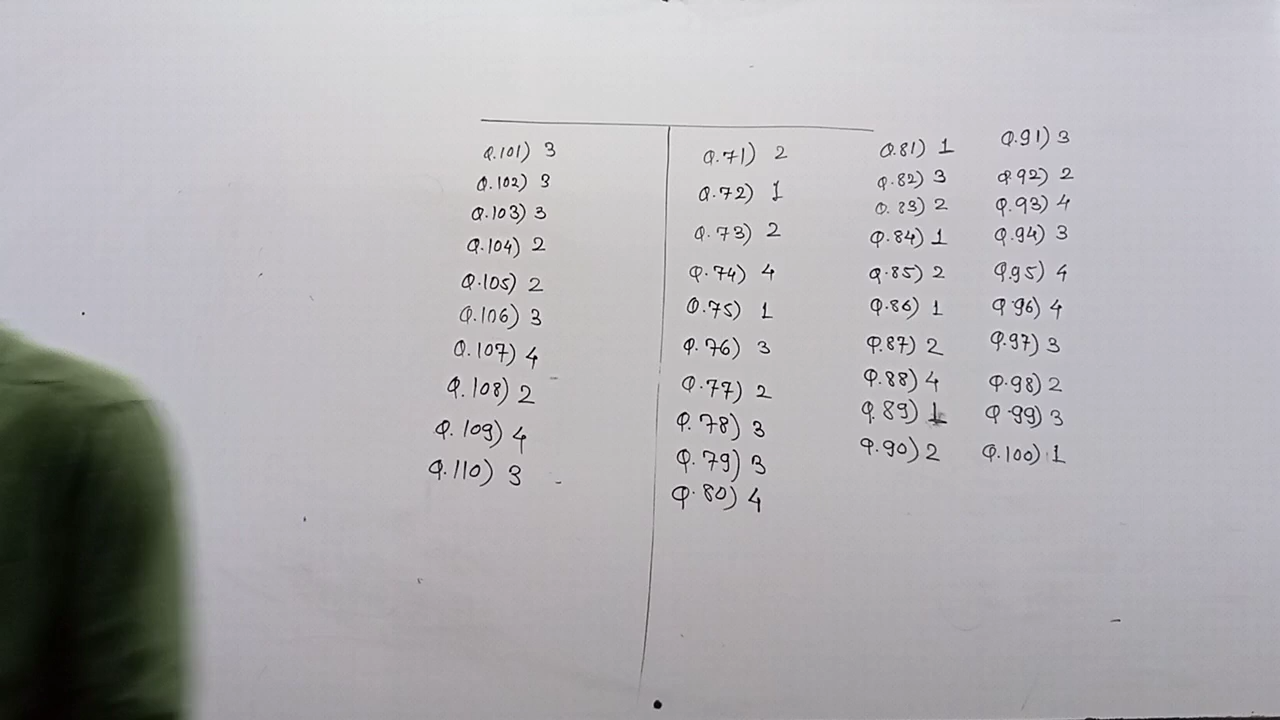 Q.101) 3
Q.102) 3
Q.103) 3
Q.104) 2
Q.105) 2
Q.106) 3
Q.107) 4
Q.108) 2
Q.109) 4
Q.110) 3
Q.71) 2
Q.72) 1
Q.73) 2
Q.74) 4
Q.75) 1
Q.76) 3
Q.77) 2
Q.78) 3
Q.79) 3
Q.80) 4
Q.81) 1
Q.82) 3
Q.83) 2
Q.84) 1
Q.85) 2
Q.86) 1
Q.87) 2
Q.88) 4
Q.89) 1
Q.90) 2
Q.91) 3
Q.92) 2
Q.93) 4
Q.94) 3
Q.95) 4
Q.96) 4
Q.97) 3
Q.98) 2
Q.99) 3
Q.100) 1